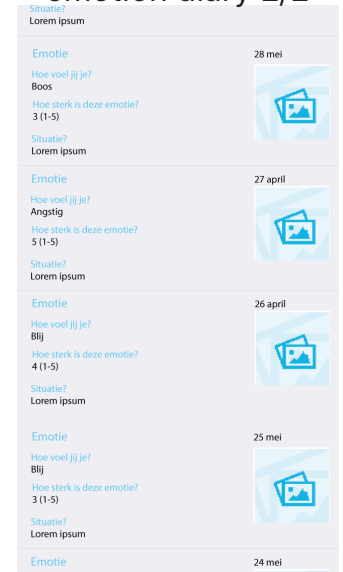 emotion diary 2/2
Situatie?
Lorem ipsum
Emotie
28 mei
Hoe voel jij je?
Boos
Hoe sterk is deze emotie?
3 (1-5)
Situatie?
Lorem ipsum
Emotie
27 april
Hoe voel jij je?
Angstig
Hoe sterk is deze emotie?
5 (1-5)
Situatie?
Lorem ipsum
Emotie
26 april
Hoe voel jij je?
Blij
Hoe sterk is deze emotie?
4 (1-5)
Situatie?
Lorem ipsum
Emotie
25 mei
Hoe voel jij je?
Blij
Hoe sterk is deze emotie?
3 (1-5)
Situatie?
Lorem ipsum
Emotie
24 mei